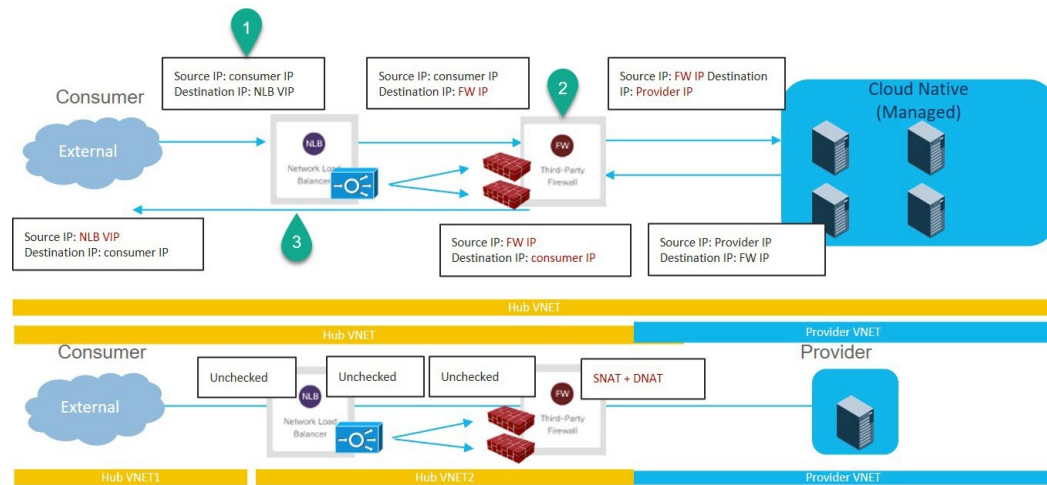 1
Source IP: consumer IP
Destination IP: NLB VIP
Source IP: consumer IP
Destination IP: FW IP
2
Source IP: FW IP Destination
IP: Provider IP
Consumer
Cloud Native
(Managed)
External
NLB
Network Load
Balancer
FW
Third-Party
Firewall
Source IP: NLB VIP
Destination IP: consumer IP
3
Source IP: FW IP
Destination IP: consumer IP
Source IP: Provider IP
Destination IP: FW IP
Hub VNET
Hub VNET
Provider VNET
Consumer
Provider
Unchecked
Unchecked
Unchecked
SNAT + DNAT
External
NLB
Network Load
Balancer
FW
Third-Party
Firewall
Hub VNET1
Hub VNET2
Provider VNET